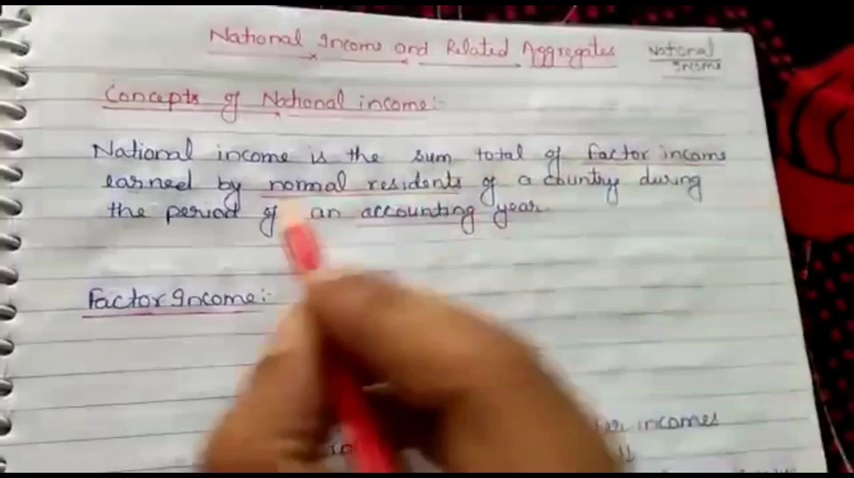 National Income and Related Aggregates
National
Income
Concepts of National income:-
National income is the sum total of factor income
earned by normal residents of a country during
the period of an accounting year.
Factor Income:-
incomes